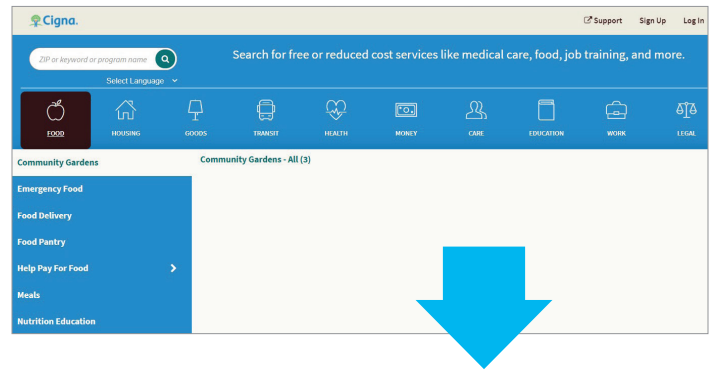 Cigna.
Support Sign Up Log In
ZIP or keyword or program name
Search for free or reduced cost services like medical care, food, job training, and more.
Select Language
FOOD HOUSING GOODS TRANSIT HEALTH MONEY CARE EDUCATION WORK LEGAL
Community Gardens
Community Gardens - All (3)
Emergency Food
Food Delivery
Food Pantry
Help Pay For Food
Meals
Nutrition Education